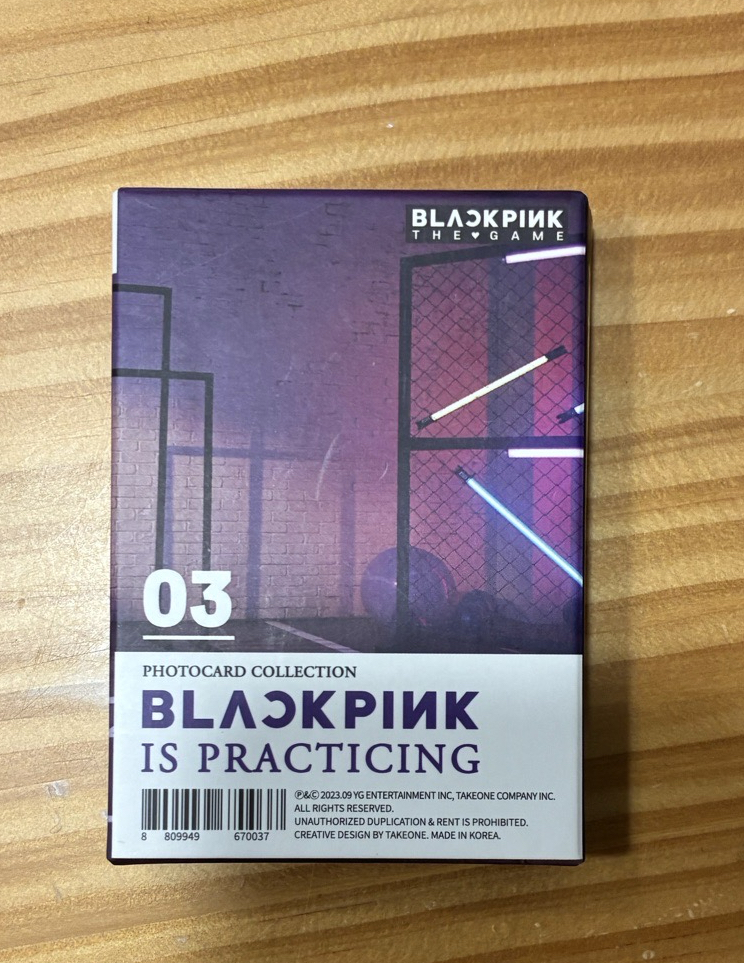 BLACKPINK
THE♥GAME
03
PHOTOCARD COLLECTION
BLACKPINK
IS PRACTICING
℗&© 2023.09 YG ENTERTAINMENT INC, TAKEONE COMPANY INC.
ALL RIGHTS RESERVED.
UNAUTHORIZED DUPLICATION & RENT IS PROHIBITED.
CREATIVE DESIGN BY TAKEONE. MADE IN KOREA.
8 809949 670037